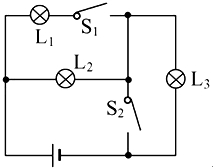 L₁ S₁
L₂ L₃
S₂